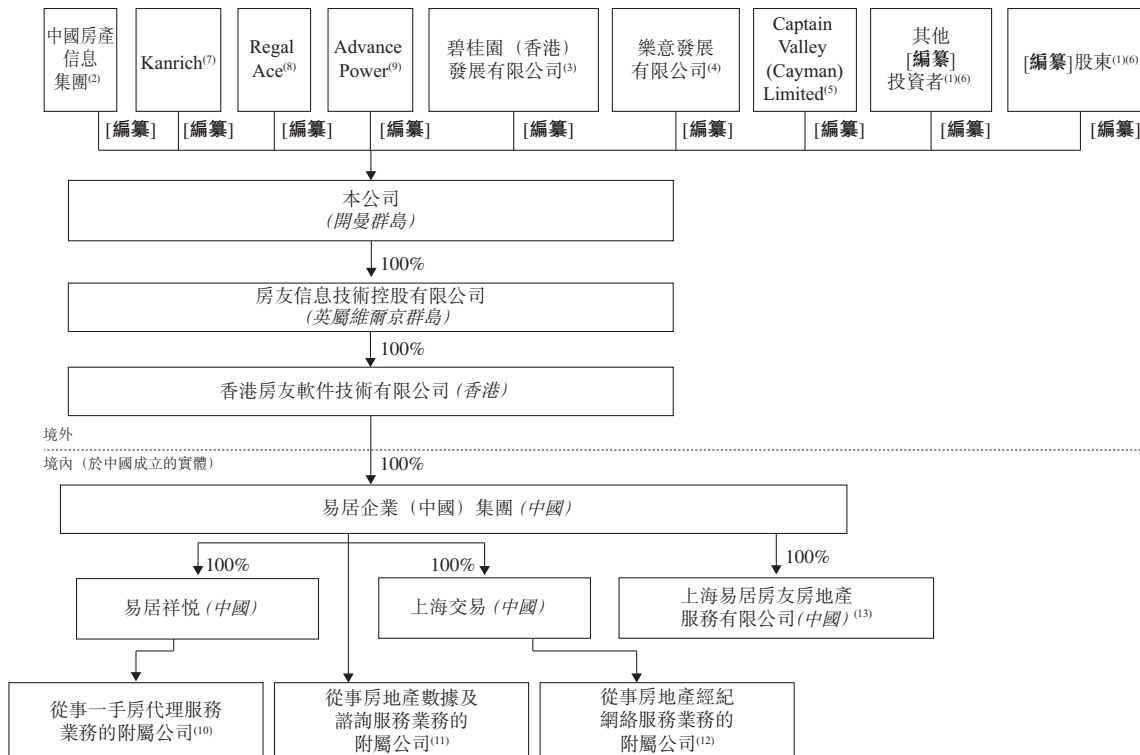 中國房產
信息
集團(2)
Kanrich(7)
Regal
Ace(8)
Advance
Power(9)
碧桂園（香港）
發展有限公司(3)
樂意發展
有限公司(4)
Captain
Valley
(Cayman)
Limited(5)
其他
[編纂]
投資者(1)(6)
[編纂]股東(1)(6)
[編纂]
[編纂]
[編纂]
[編纂]
[編纂]
[編纂]
[編纂]
[編纂]
[編纂]
本公司
(開曼群島)
100%
房友信息技術控股有限公司
(英屬維爾京群島)
100%
香港房友軟件技術有限公司(香港)
境外
境內（於中國成立的實體）
100%
易居企業（中國）集團(中國)
100%
100%
100%
易居祥悅(中國)
上海交易(中國)
上海易居房友房地產
服務有限公司(中國)(13)
從事一手房代理服務
業務的附屬公司(10)
從事房地產數據及
諮詢服務業務的
附屬公司(11)
從事房地產經紀
網絡服務業務的
附屬公司(12)